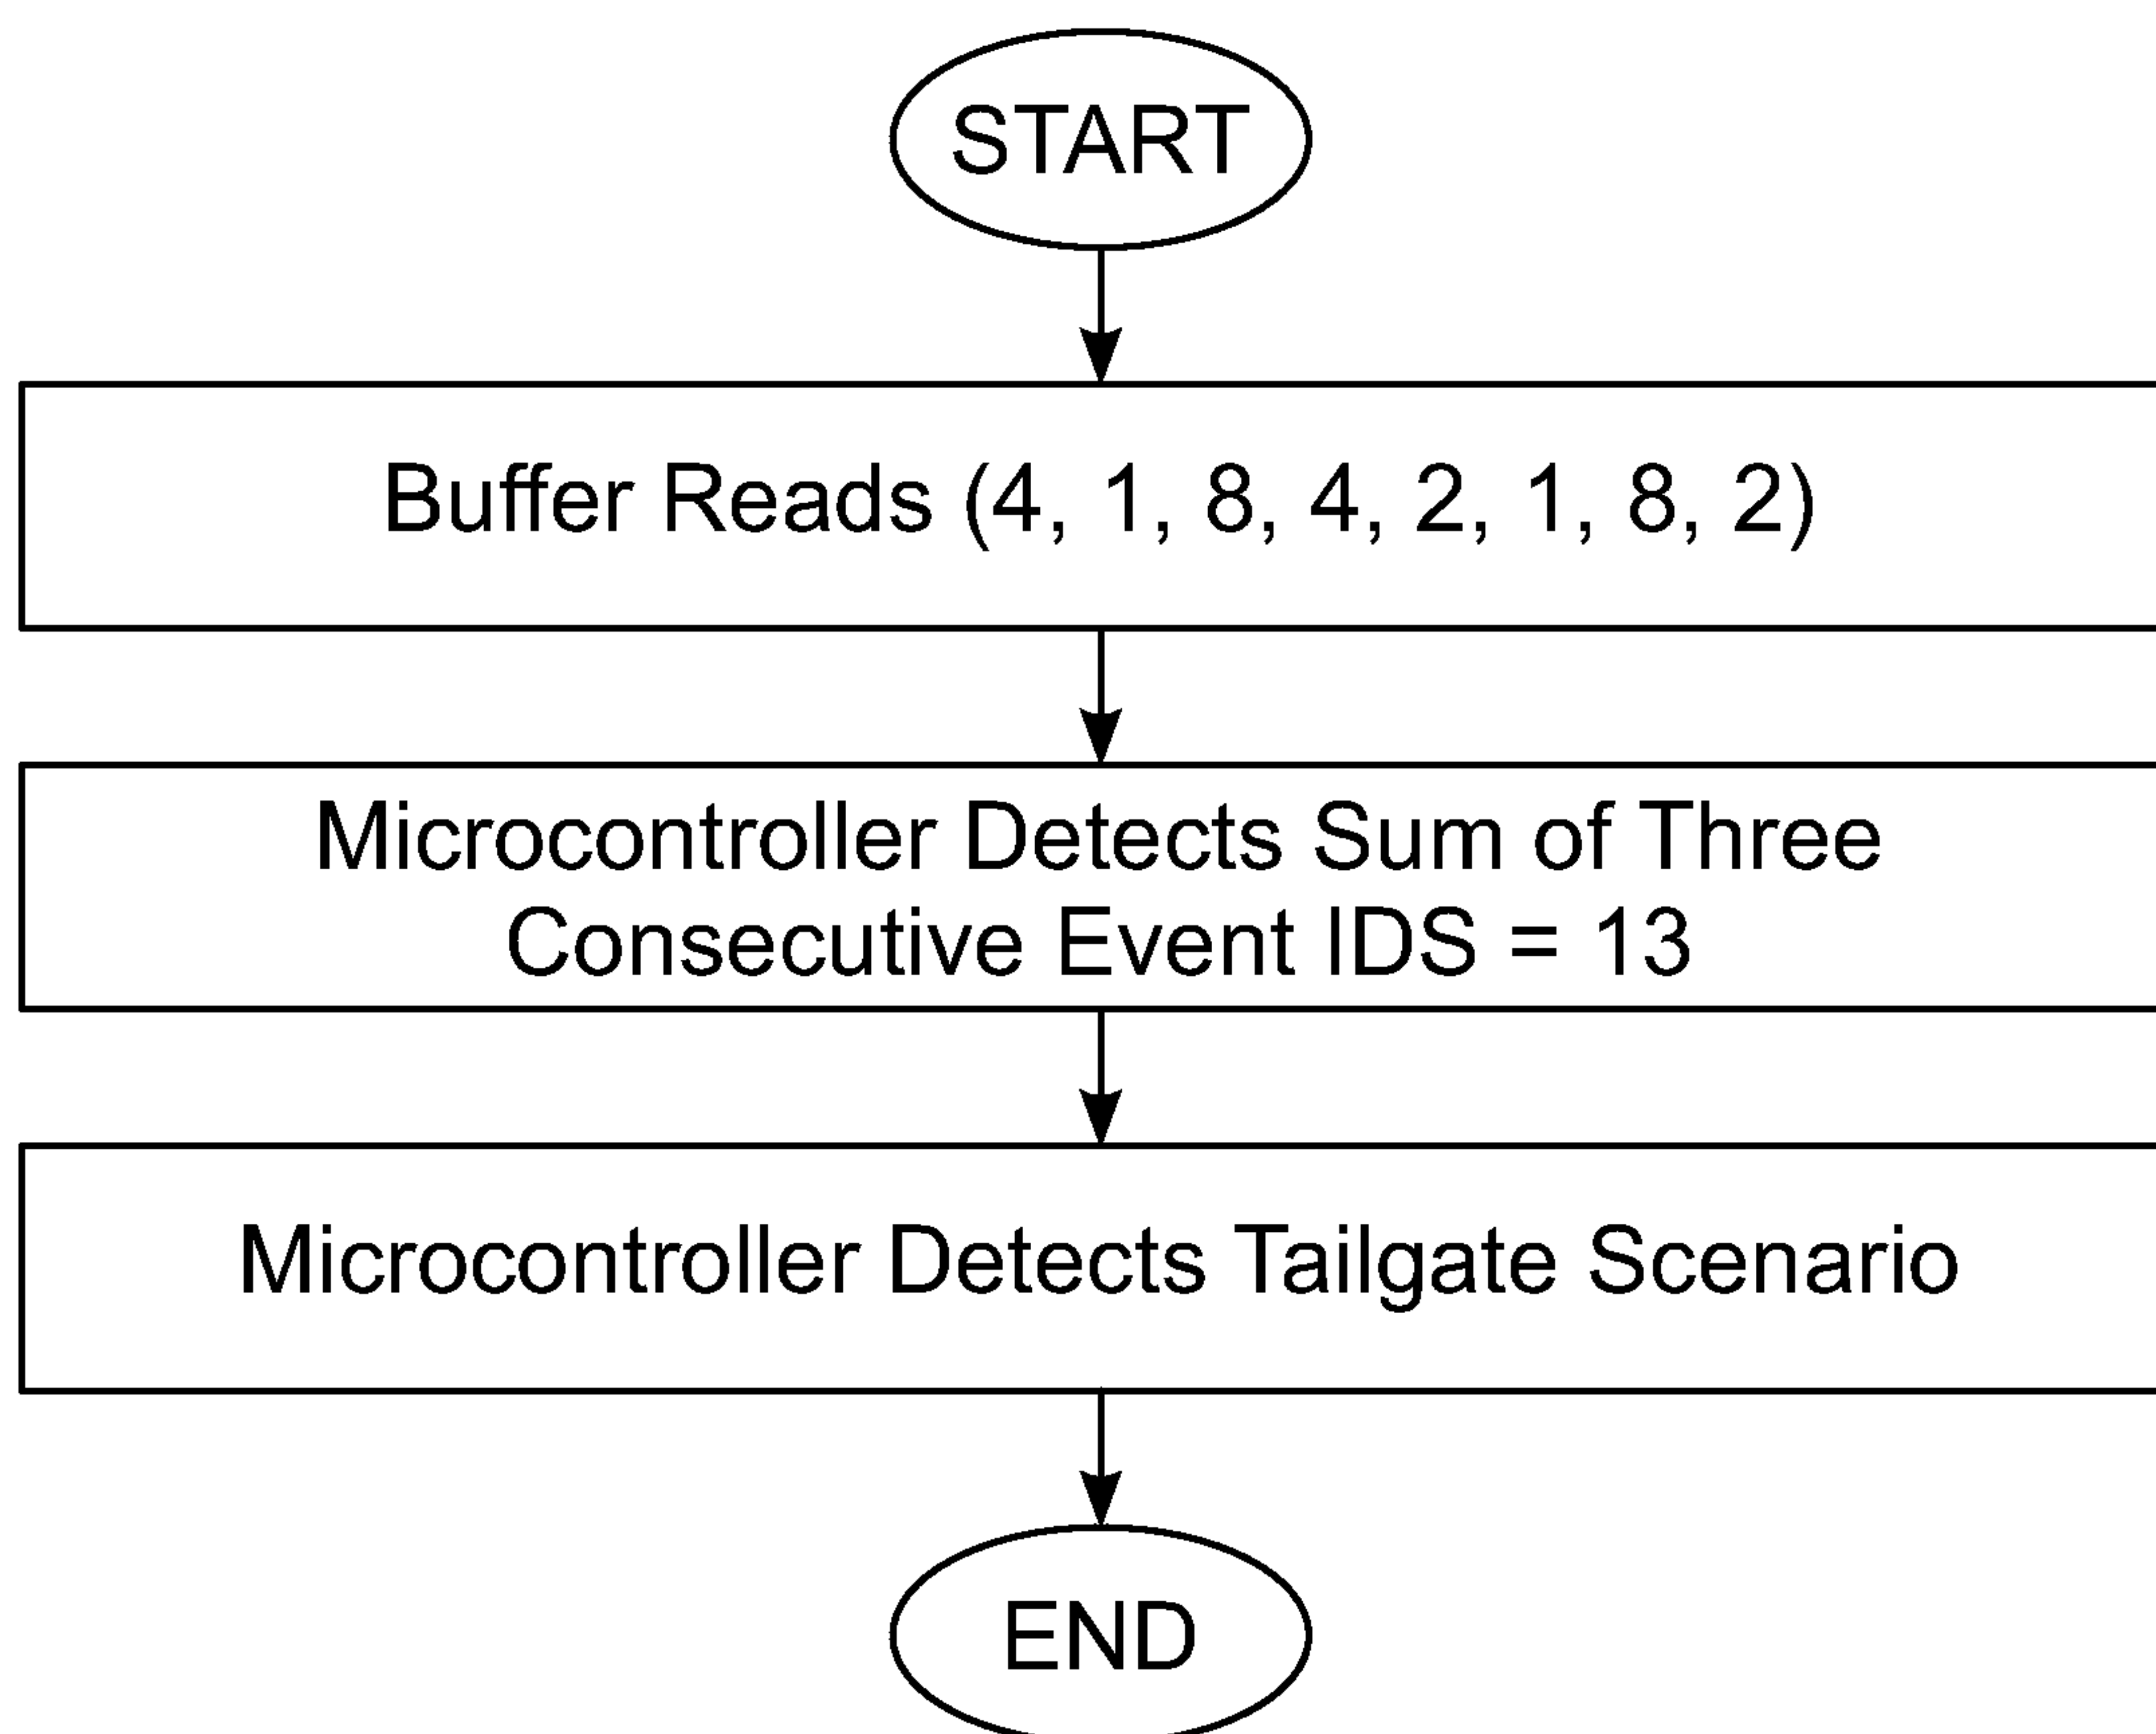 START
Buffer Reads (4, 1, 8, 4, 2, 1, 8, 2)
Microcontroller Detects Sum of Three
Consecutive Event IDS = 13
Microcontroller Detects Tailgate Scenario
END